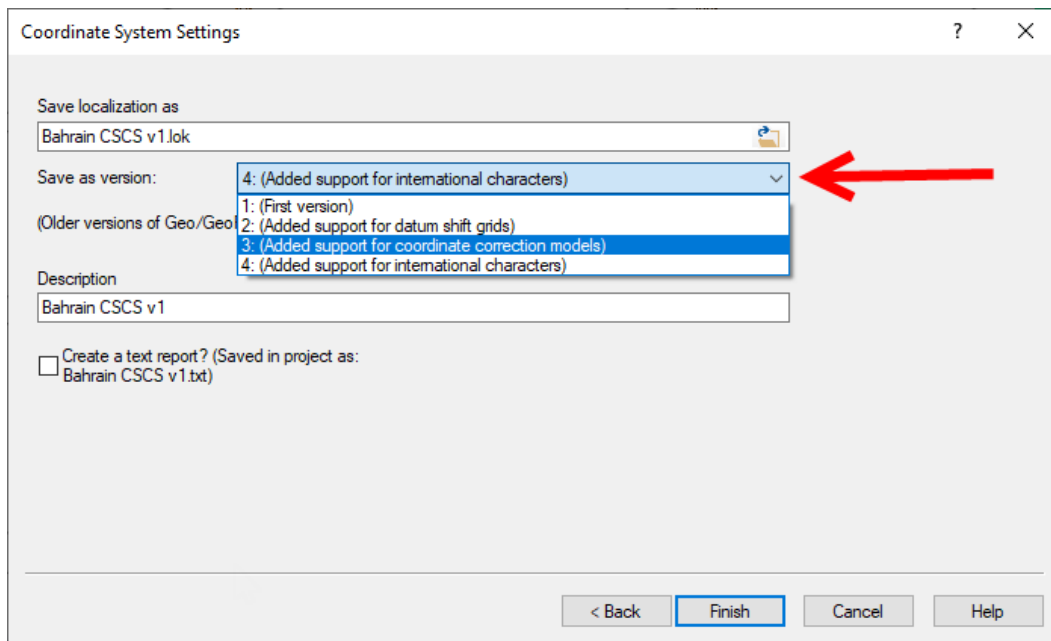 Coordinate System Settings
?
Save localization as
Bahrain CSCS v1.lok
Save as version:
4: (Added support for international characters)
1: (First version)
(Older versions of Geo/Geo
2: (Added support for datum shift grids)
3: (Added support for coordinate correction models)
4: (Added support for international characters)
Description
Bahrain CSCS v1
Create a text report? (Saved in project as:
Bahrain CSCS v1.txt)
< Back
Finish
Cancel
Help